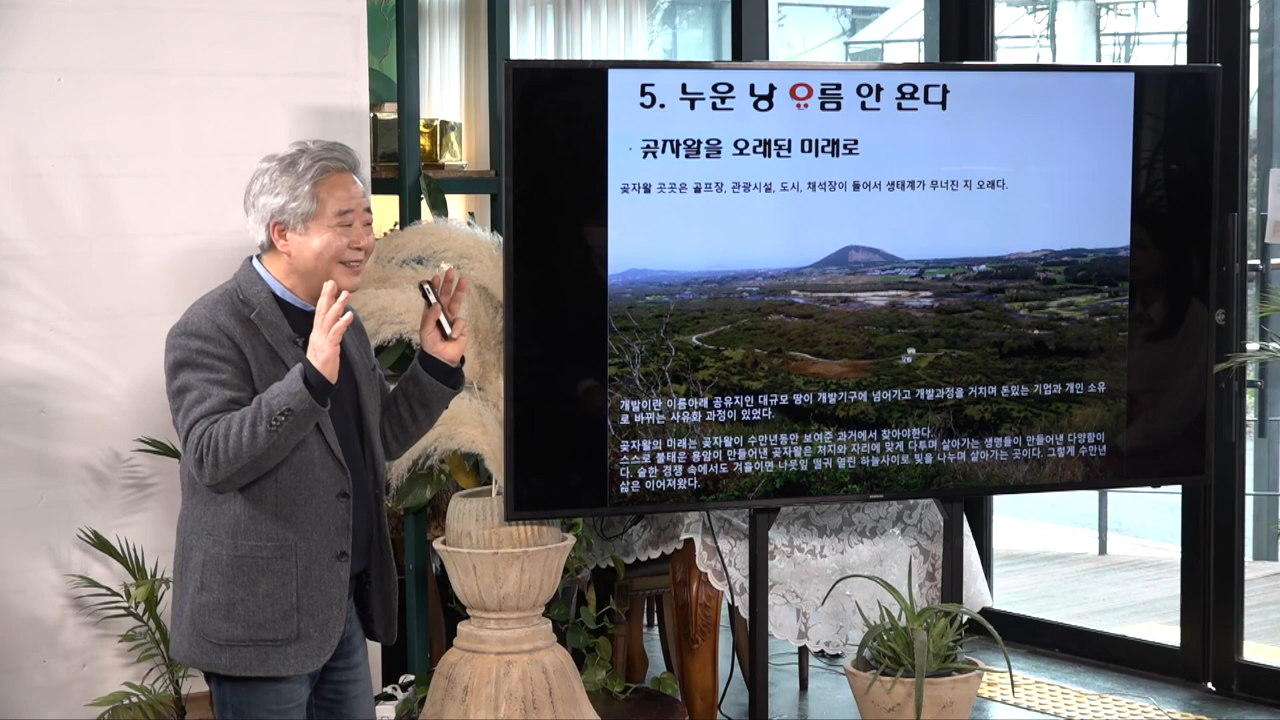 5. 누운 낭 ᄋᆢ름 안 욘다
· 곶자왈을 오래된 미래로
곶자왈 곳곳은 골프장, 관광시설, 도시, 채석장이 들어서 생태계가 무너진 지 오래다.
개발이란 이름아래 공유지인 대규모 땅이 개발기구에 넘어가고 개발과정을 거치며 돈있는 기업과 개인 소유
로 바뀌는 사유화 과정이 있었다.
곶자왈의 미래는 곶자왈이 수만년동안 보여준 과거에서 찾아야한다.
스스로 불태운 용암이 만들어낸 곶자왈은 처지와 자리에 맞게 다투며 살아가는 생명들이 만들어낸 다양함이
다. 숱한 경쟁 속에서도 겨울이면 나뭇잎 떨궈 열린 하늘사이로 빛을 나누며 살아가는 곳이다. 그렇게 수만년
삶은 이어져왔다.